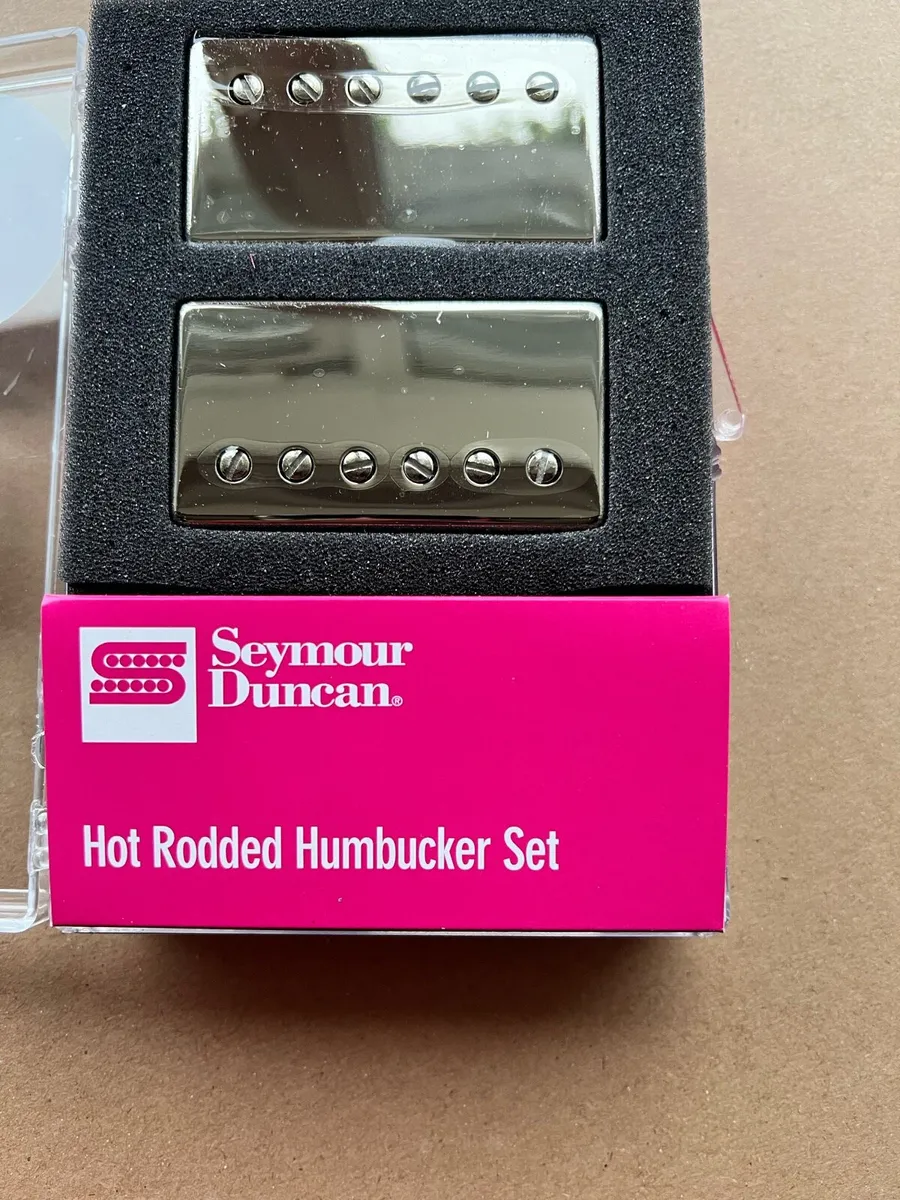 Seymour
Duncan®
Hot Rodded Humbucker Set